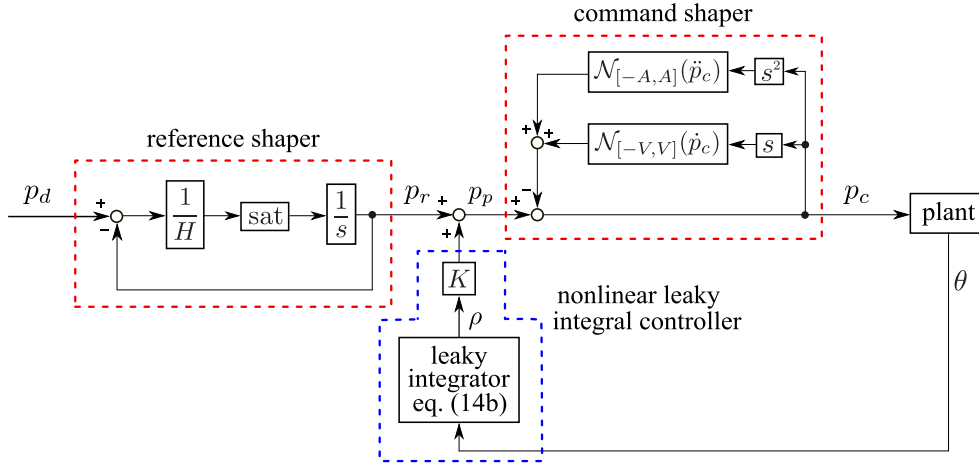 command shaper
𝒩[-A,A](p̈c)
s²
reference shaper
𝒩[-V,V](ṗc)
s
pd
+
−
1/H
sat
1/s
pr
+
+
pp
+
−
+
+
pc
plant
K
θ
nonlinear leaky
integral controller
ρ
leaky
integrator
eq. (14b)